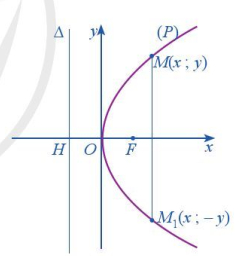 Δ y (P)
M(x ; y)
H O F x
M₁(x ; −y)